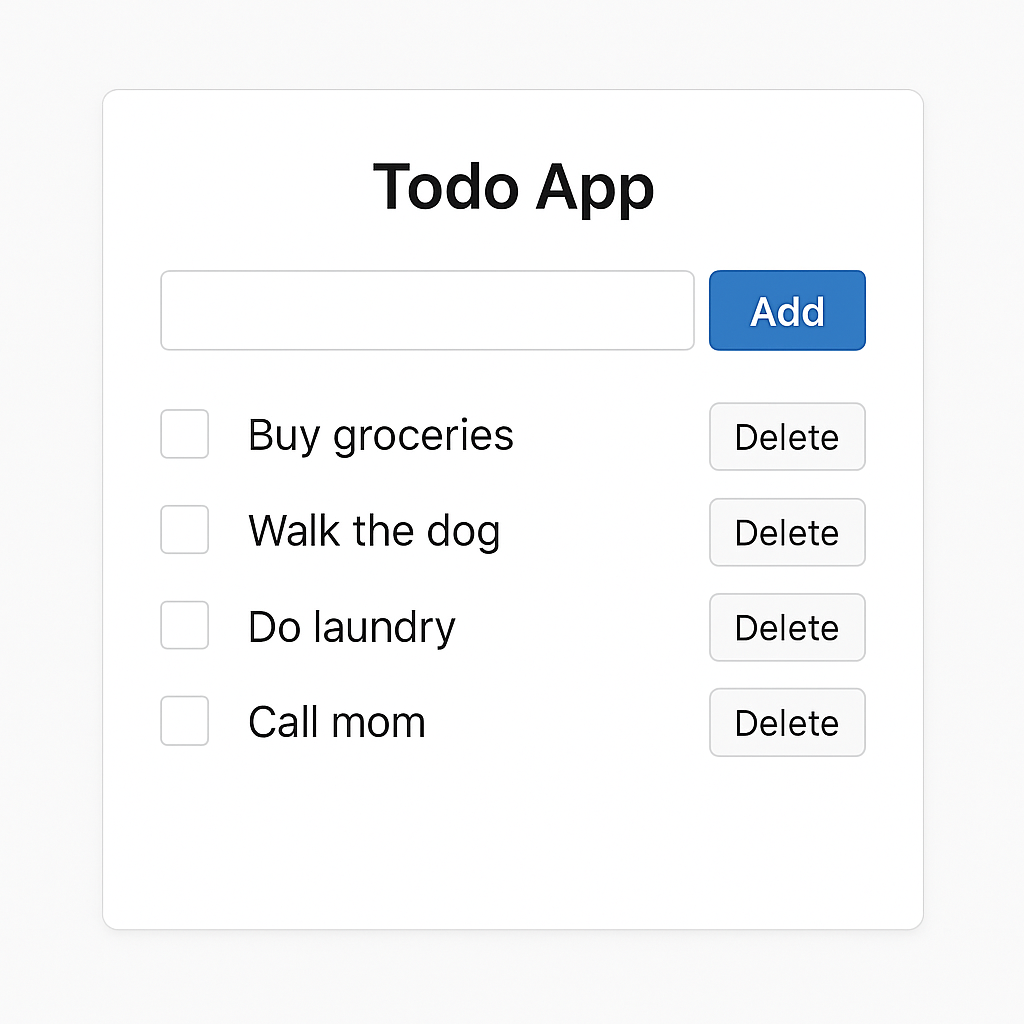 Todo App
Add
Buy groceries Delete
Walk the dog Delete
Do laundry Delete
Call mom Delete